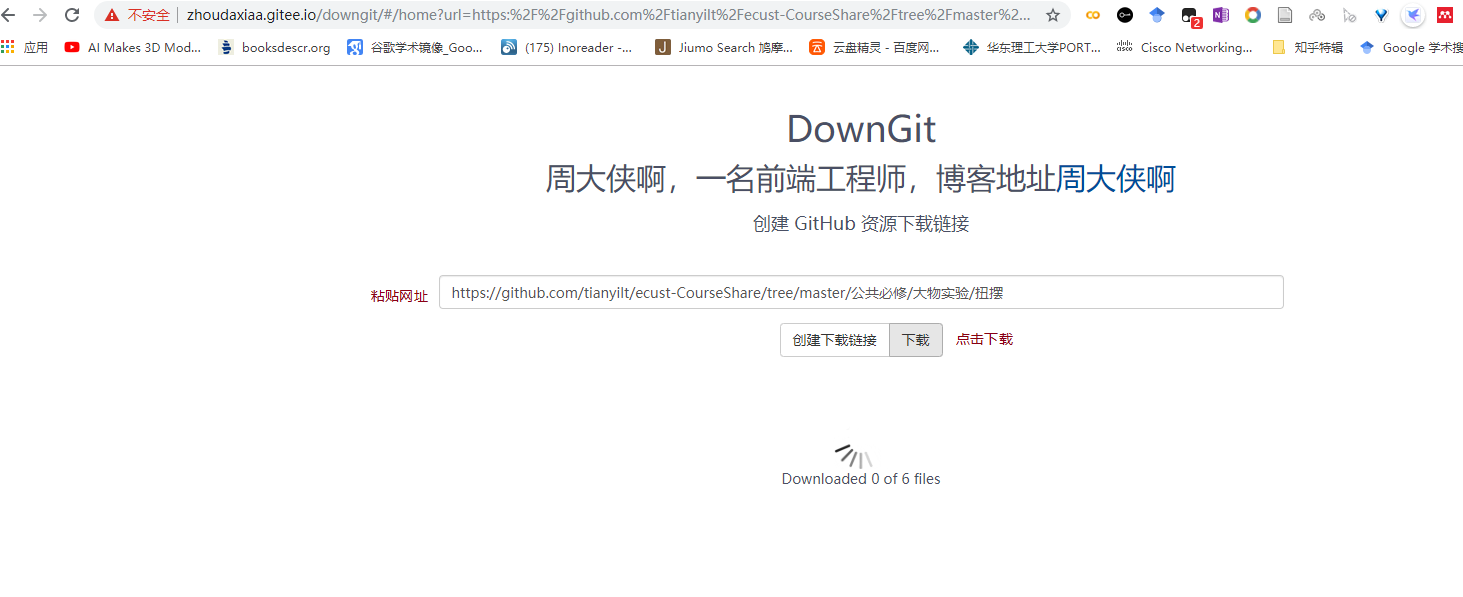 不安全 zhoudaxiaa.gitee.io/downgit/#/home?url=https:%2F%2Fgithub.com%2Ftianyilt%2Fecust-CourseShare%2Ftree%2Fmaster%2...
2
应用 AI Makes 3D Mod... booksdescr.org 谷歌学术镜像_Goo... (175) Inoreader -... J Jiumo Search 鸠摩... 云盘精灵 - 百度网... 华东理工大学PORT... cisco Cisco Networking... 知乎特辑 Google 学术搜
DownGit
周大侠啊，一名前端工程师，博客地址周大侠啊
创建 GitHub 资源下载链接
粘贴网址 https://github.com/tianyilt/ecust-CourseShare/tree/master/公共必修/大物实验/扭摆
创建下载链接 下载 点击下载
Downloaded 0 of 6 files